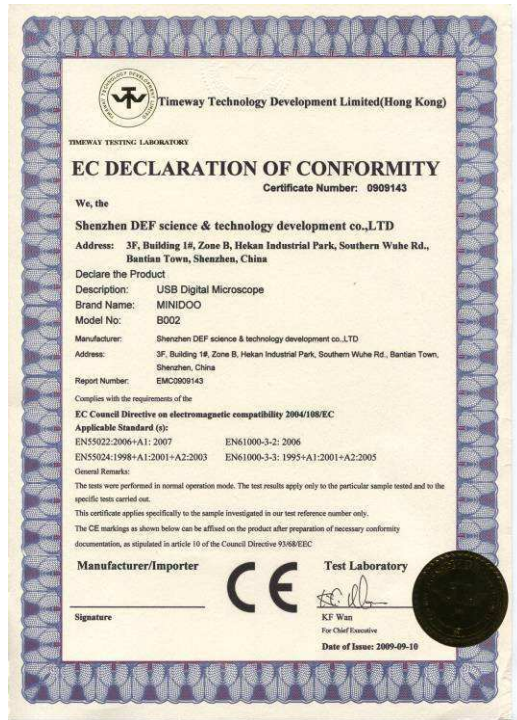 Timeway Technology Development Limited(Hong Kong)
TIMEWAY TESTING LABORATORY
EC DECLARATION OF CONFORMITY
Certificate Number: 0909143
We, the
Shenzhen DEF science & technology development co.,LTD
Address: 3F, Building 1#, Zone B, Hekan Industrial Park, Southern Wuhe Rd.,
Bantian Town, Shenzhen, China
Declare the Product
Description: USB Digital Microscope
Brand Name: MINIDOO
Model No: B002
Manufacturer: Shenzhen DEF science & technology development co.,LTD
Address: 3F, Building 1#, Zone B, Hekan Industrial Park, Southern Wuhe Rd., Bantian Town,
Shenzhen, China
Report Number: EMC0909143
Complies with the requirements of the
EC Council Directive on electromagnetic compatibility 2004/108/EC
Applicable Standard (s):
EN55022:2006+A1: 2007 EN61000-3-2: 2006
EN55024:1998+A1:2001+A2:2003 EN61000-3-3: 1995+A1:2001+A2:2005
General Remarks:
The tests were performed in normal operation mode. The test results apply only to the particular sample tested and to the
specific tests carried out.
This certificate applies specifically to the sample investigated in our test reference number only.
The CE markings as shown below can be affixed on the product after preparation of necessary conformity
documentation, as stipulated in article 10 of the Council Directive 93/68/EEC
Manufacturer/Importer
CE
Test Laboratory
Signature
KF Wan
For Chief Executive
Date of Issue: 2009-09-10